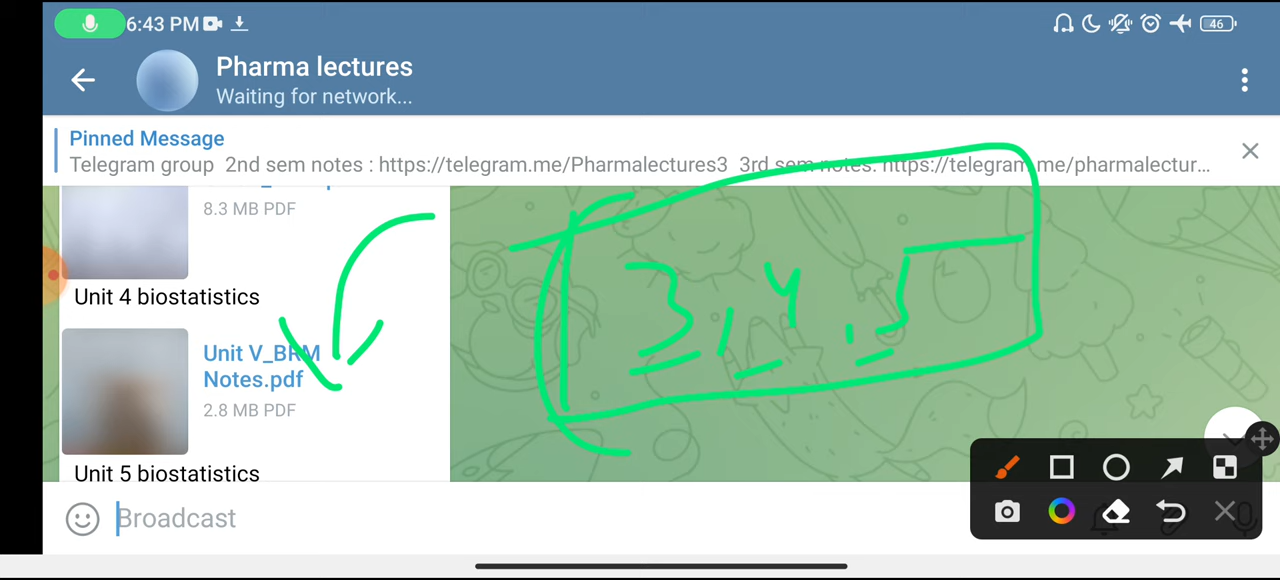 6:43 PM
46
Pharma lectures
Waiting for network...
Pinned Message
Telegram group 2nd sem notes : https://telegram.me/Pharmalectures3 3rd sem notes: https://telegram.me/pharmalectur...
8.3 MB PDF
Unit 4 biostatistics
3, 4, 5
Unit V_BRM
Notes.pdf
2.8 MB PDF
Unit 5 biostatistics
Broadcast